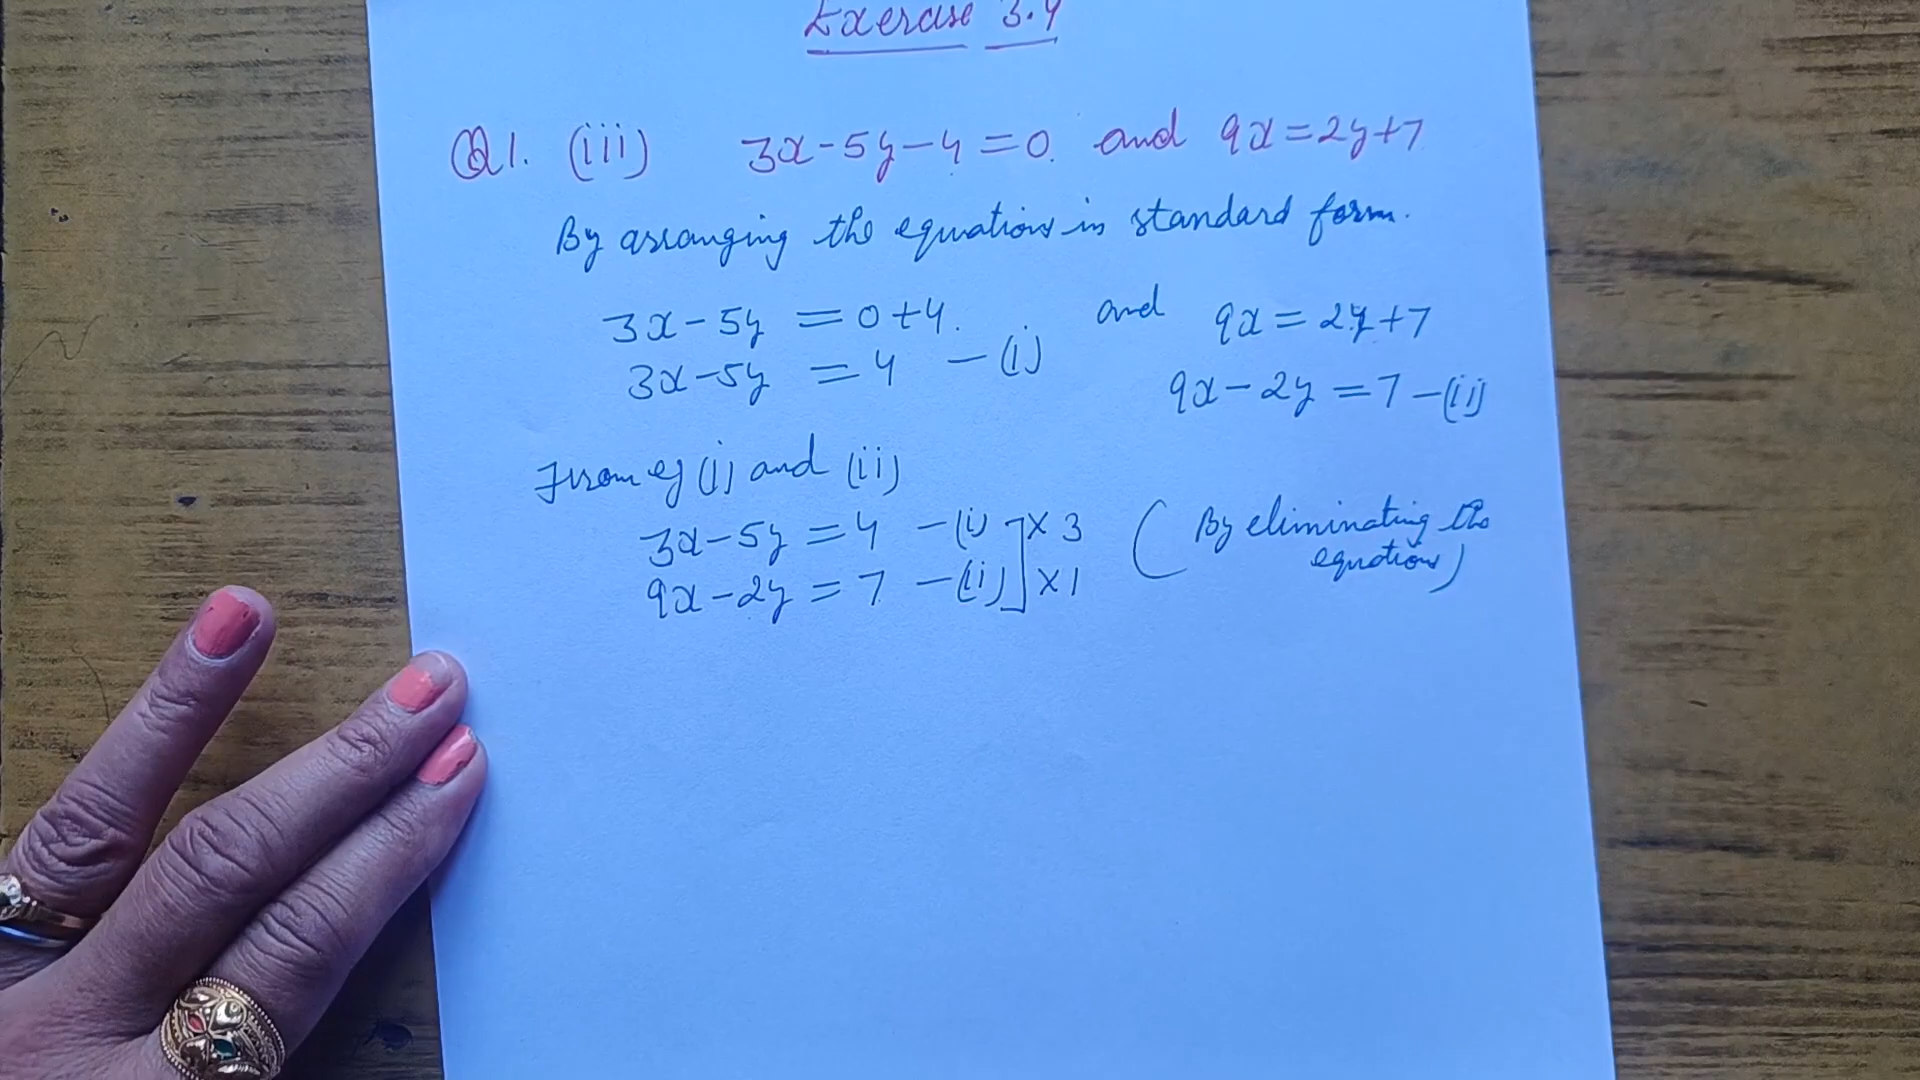 Exercise 3.4
Q1. (iii) 3x-5y-4=0. and 9x=2y+7
By arranging the equations in standard form.
3x-5y = 0+4. and 9x = 2y+7
3x-5y = 4 -(i)
9x-2y = 7 -(ii)
From eq (i) and (ii)
3x-5y = 4 -(i) ] x 3 (By eliminating the
9x-2y = 7 -(ii) ] x 1 equations)